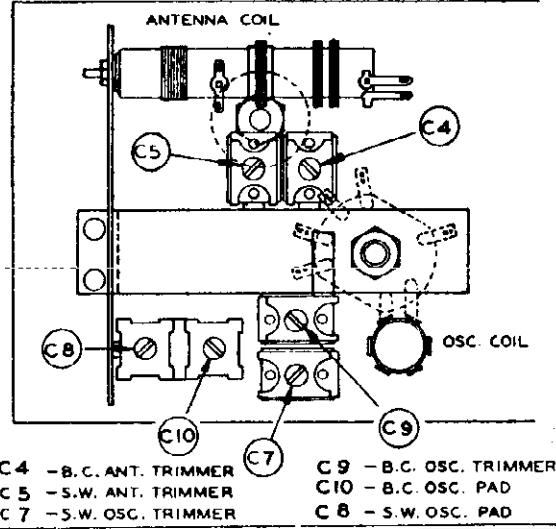 ANTENNA COIL
C5
C4
C8
OSC. COIL
C10
C7
C9
C4 - B.C. ANT. TRIMMER
C5 - S.W. ANT. TRIMMER
C7 - S.W. OSC. TRIMMER
C9 - B.C. OSC. TRIMMER
C10 - B.C. OSC. PAD
C8 - S.W. OSC. PAD